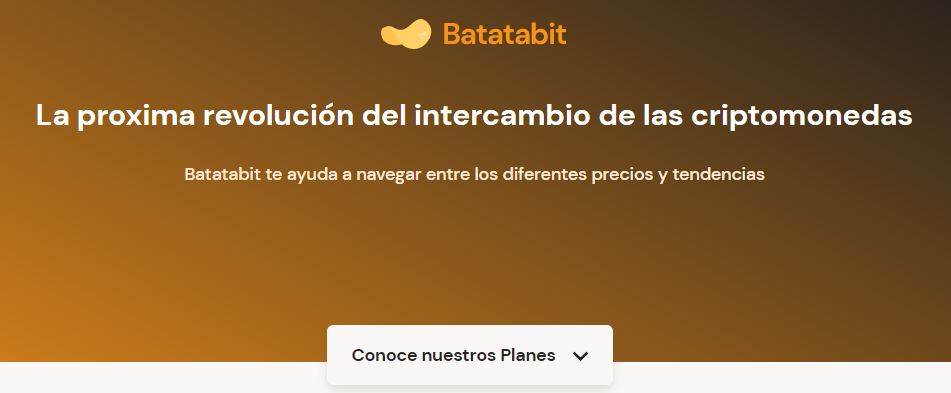 Batatabit
La proxima revolución del intercambio de las criptomonedas
Batatabit te ayuda a navegar entre los diferentes precios y tendencias
Conoce nuestros Planes